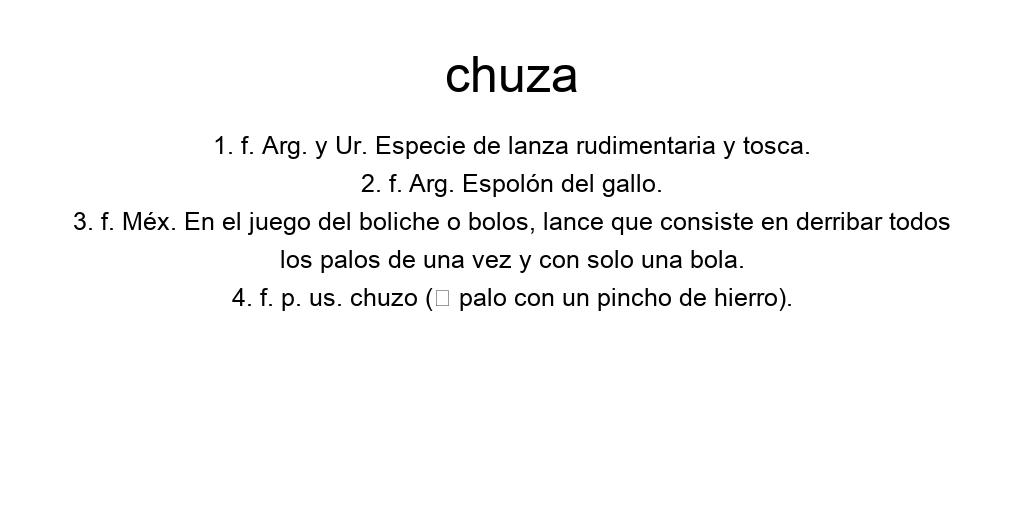 chuza
1. f. Arg. y Ur. Especie de lanza rudimentaria y tosca.
2. f. Arg. Espolón del gallo.
3. f. Méx. En el juego del boliche o bolos, lance que consiste en derribar todos
los palos de una vez y con solo una bola.
4. f. p. us. chuzo (□ palo con un pincho de hierro).